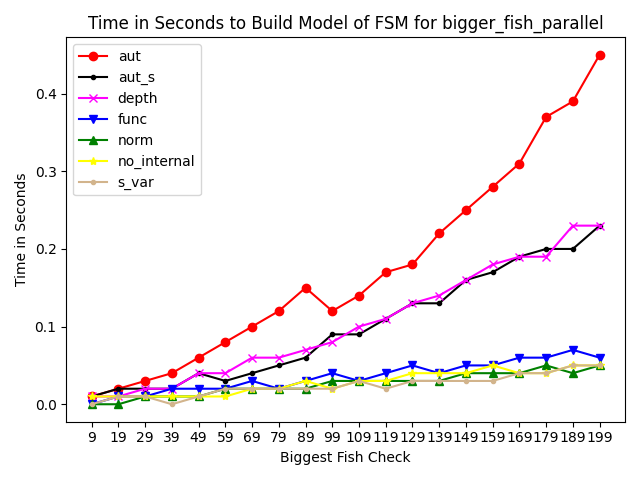 Time in Seconds to Build Model of FSM for bigger_fish_parallel
aut
aut_s
depth
func
norm
no_internal
s_var
0.4
0.3
0.2
0.1
0.0
Time in Seconds
9 19 29 39 49 59 69 79 89 99 109 119 129 139 149 159 169 179 189 199
Biggest Fish Check